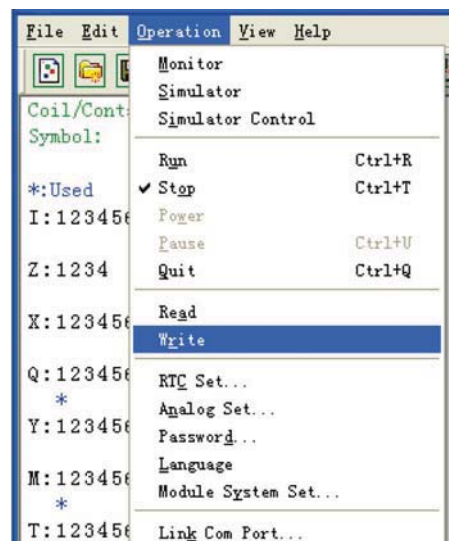 File Edit Operation View Help
Monitor
Simulator
Simulator Control
Run Ctrl+R
Stop Ctrl+T
Power
Pause Ctrl+U
Quit Ctrl+Q
Read
Write
RTC Set...
Analog Set...
Password...
Language
Module System Set...
Link Com Port...
Coil/Cont
Symbol:
*:Used
I:123456
Z:1234
X:123456
Q:123456
*
Y:123456
M:123456
*
T:123456